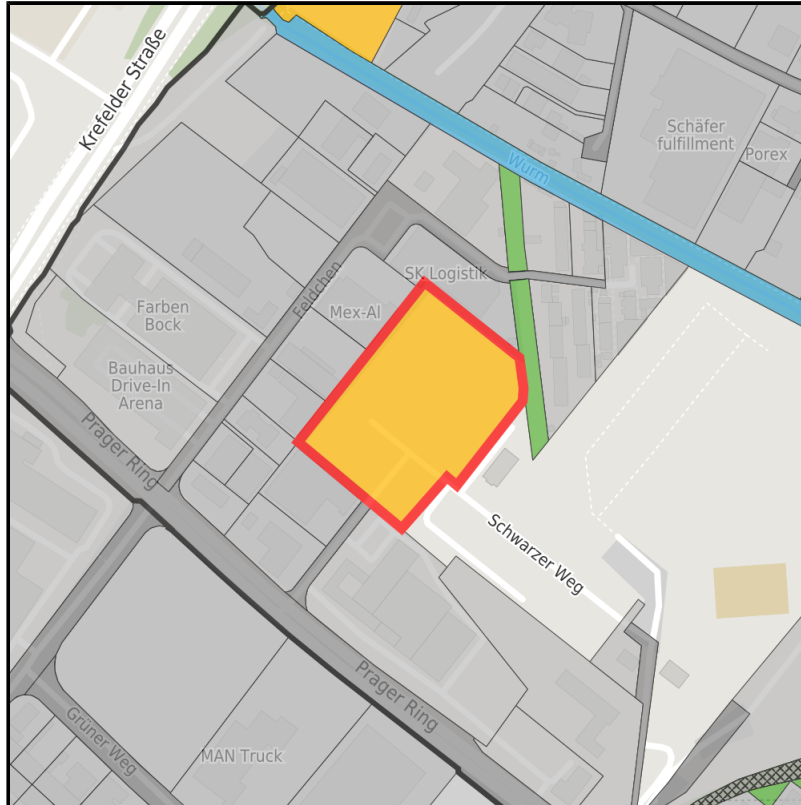 Krefelder Straße
Schäfer
fulfillment
Porex
Wurm
Feldchen
SK Logistik
Mex-Al
Farben
Bock
Bauhaus
Drive-In
Arena
Prager Ring
Schwarzer Weg
Prager Ring
Grüner Weg
MAN Truck